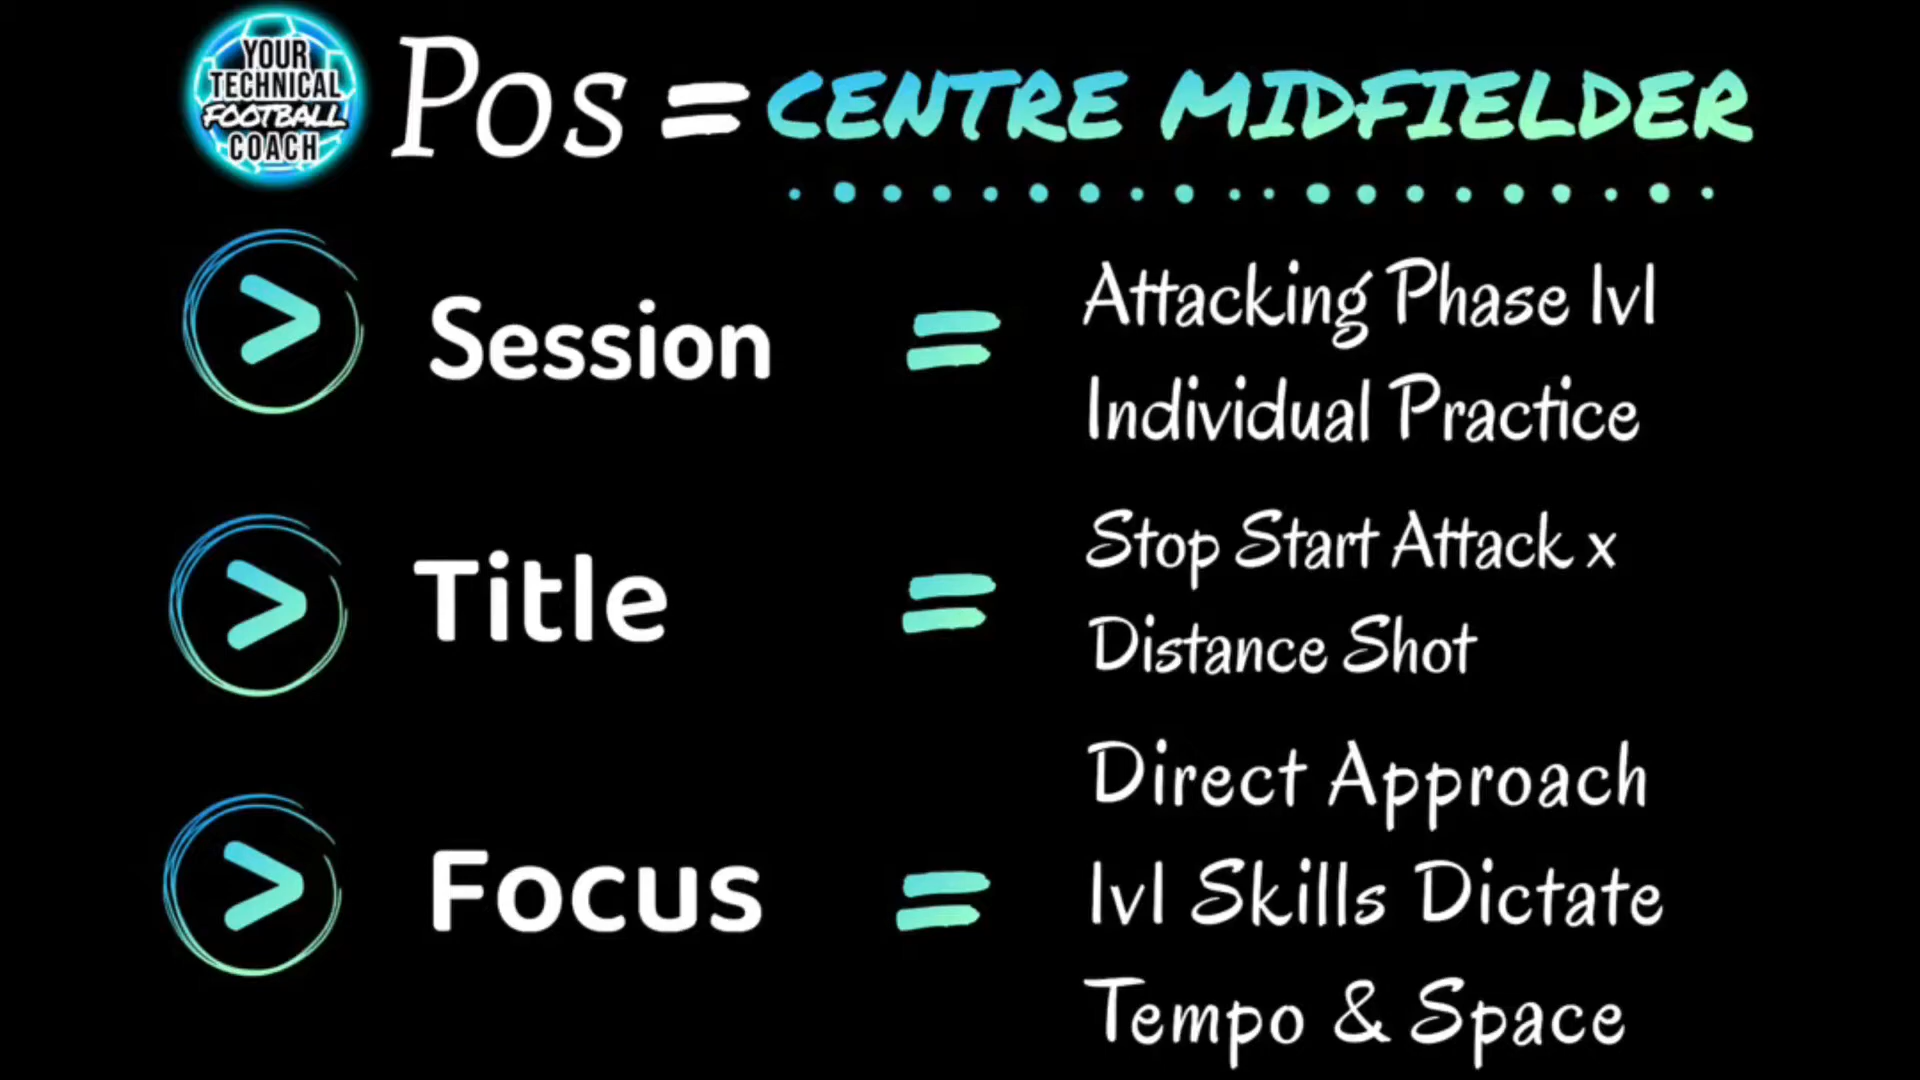 YOUR
TECHNICAL
FOOTBALL
COACH
Pos = CENTRE MIDFIELDER
> Session = Attacking Phase 1v1
Individual Practice
> Title = Stop Start Attack x
Distance Shot
> Focus = Direct Approach
1v1 Skills Dictate
Tempo & Space